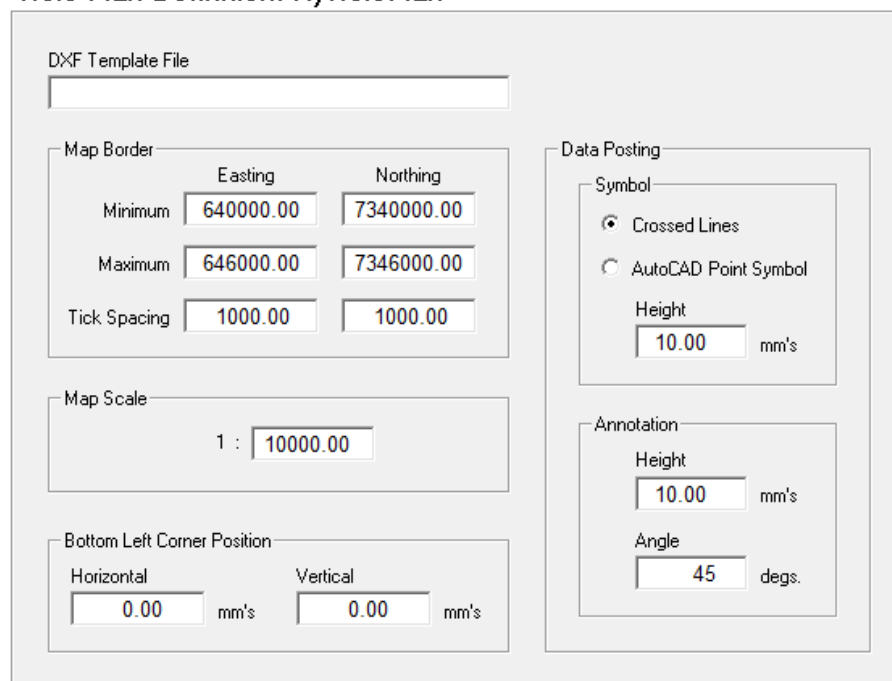 DXF Template File
Map Border
Easting Northing
Minimum 640000.00 7340000.00
Maximum 646000.00 7346000.00
Tick Spacing 1000.00 1000.00
Map Scale
1 : 10000.00
Bottom Left Corner Position
Horizontal Vertical
0.00 mm's 0.00 mm's
Data Posting
Symbol
Crossed Lines
AutoCAD Point Symbol
Height
10.00 mm's
Annotation
Height
10.00 mm's
Angle
45 degs.